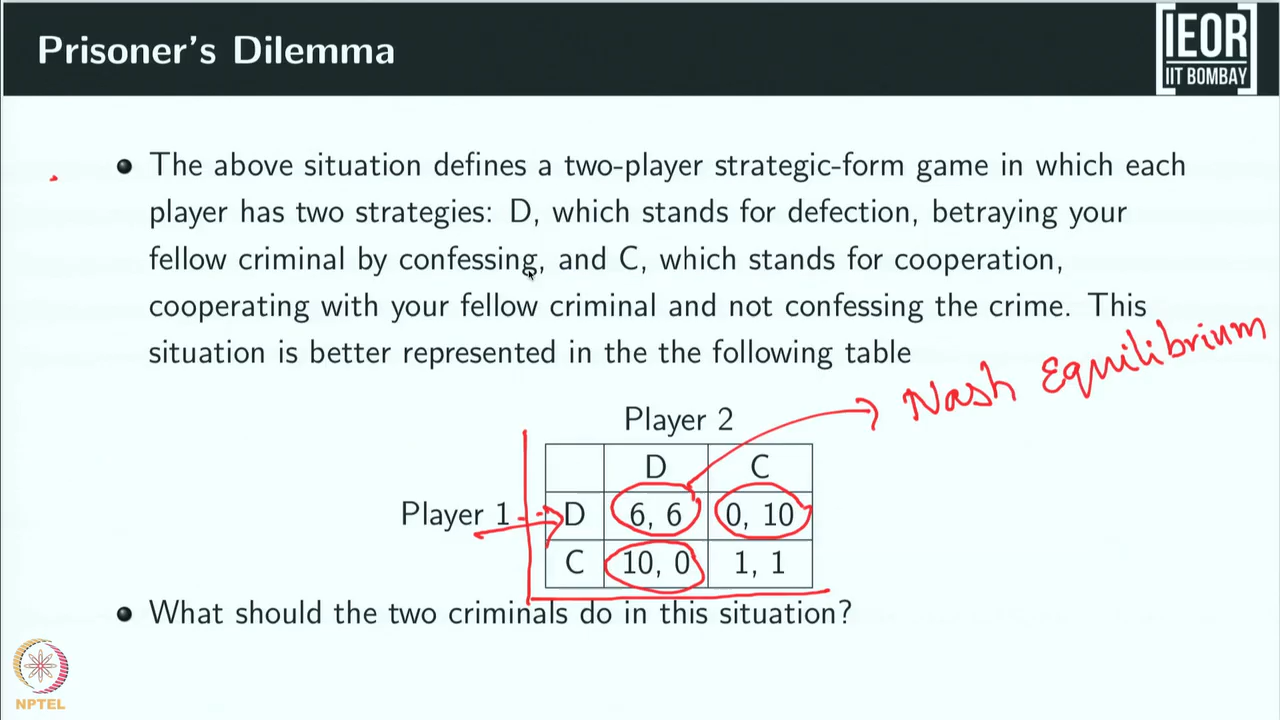 Prisoner's Dilemma
IEOR
IIT BOMBAY
The above situation defines a two-player strategic-form game in which each
player has two strategies: D, which stands for defection, betraying your
fellow criminal by confessing, and C, which stands for cooperation,
cooperating with your fellow criminal and not confessing the crime. This
situation is better represented in the the following table
Nash Equilibrium
Player 2
D C
Player 1 D 6, 6 0, 10
C 10, 0 1, 1
What should the two criminals do in this situation?
NPTEL